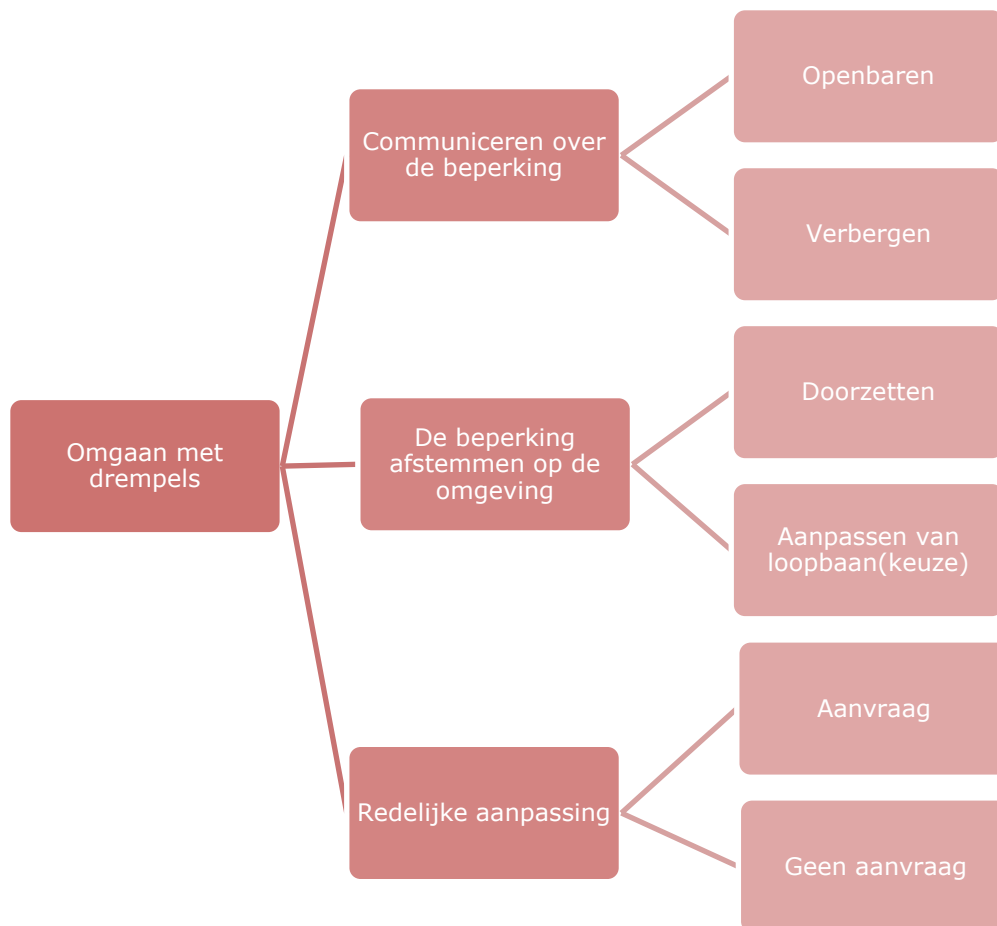 Omgaan met
drempels
Communiceren over
de beperking
Openbaren
Verbergen
De beperking
afstemmen op de
omgeving
Doorzetten
Aanpassen van
loopbaan(keuze)
Redelijke aanpassing
Aanvraag
Geen aanvraag